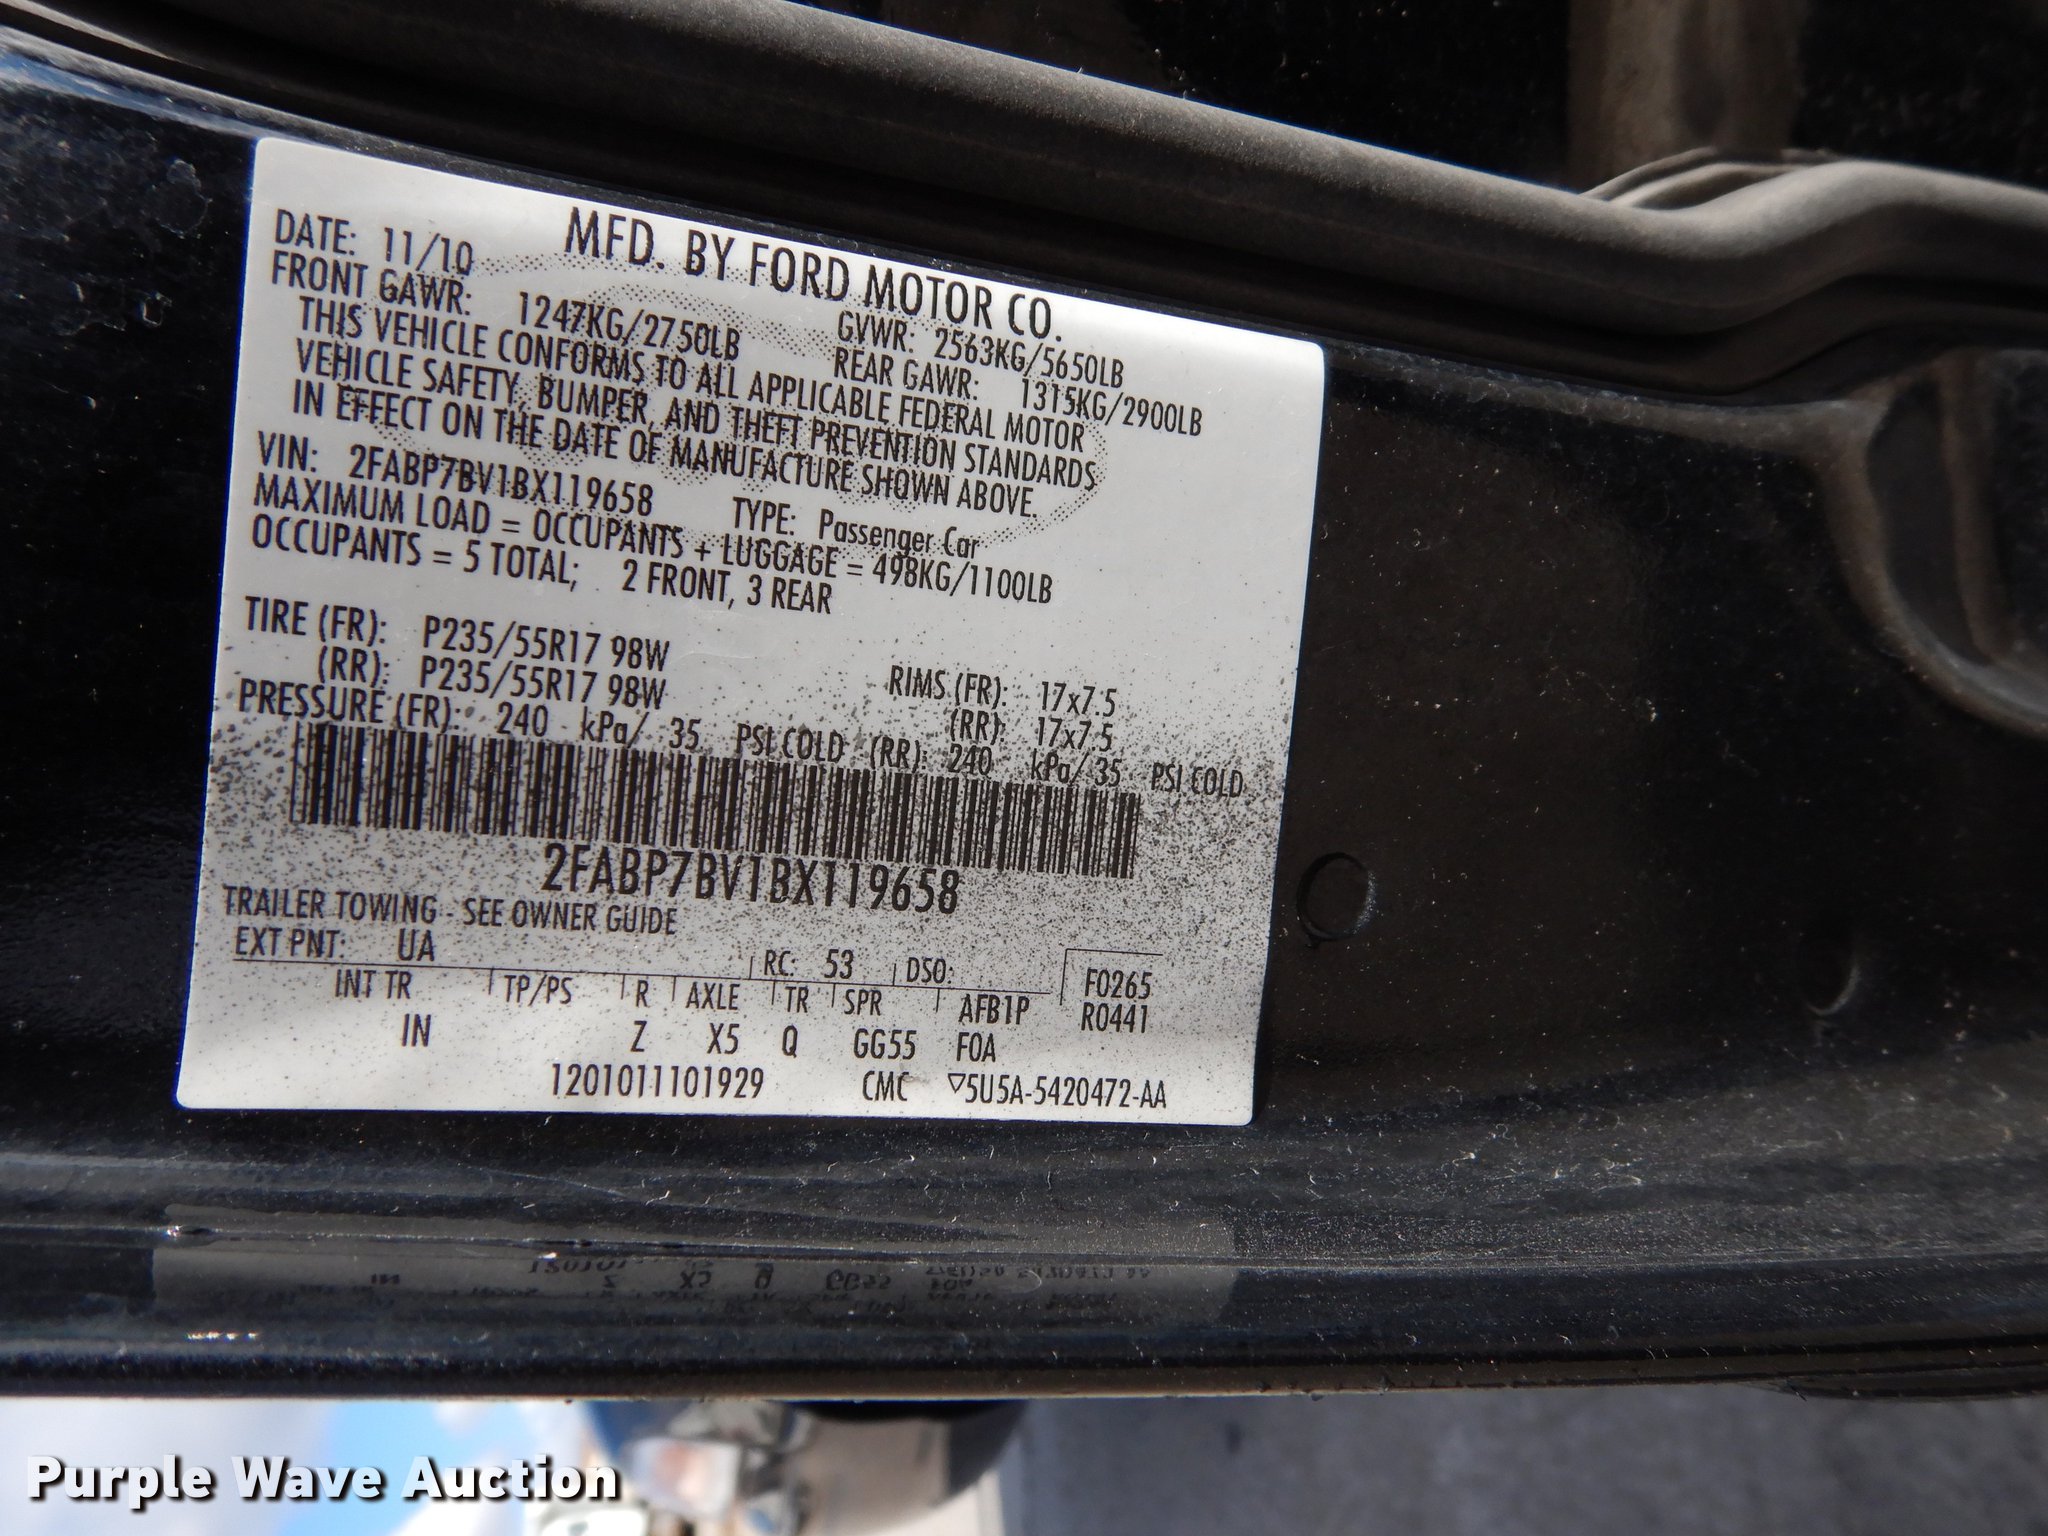 MFD. BY FORD MOTOR CO.
DATE: 11/10 GVWR: 2563KG/5650LB
FRONT GAWR: 1247KG/2750LB REAR GAWR: 1315KG/2900LB
THIS VEHICLE CONFORMS TO ALL APPLICABLE FEDERAL MOTOR
VEHICLE SAFETY, BUMPER, AND THEFT PREVENTION STANDARDS
IN EFFECT ON THE DATE OF MANUFACTURE SHOWN ABOVE.
VIN: 2FABP7BV1BX119658 TYPE: Passenger Car
MAXIMUM LOAD = OCCUPANTS + LUGGAGE = 498KG/1100LB
OCCUPANTS = 5 TOTAL; 2 FRONT, 3 REAR
TIRE (FR): P235/55R17 98W RIMS (FR): 17x7.5
(RR): P235/55R17 98W (RR): 17x7.5
PRESSURE (FR): 240 kPa/ 35 PSI COLD (RR): 240 kPa/ 35 PSI COLD
2FABP7BV1BX119658
TRAILER TOWING - SEE OWNER GUIDE
EXT PNT: UA RC: 53 DSO: F0265
INT TR TP/PS R AXLE TR SPR AFB1P R0441
IN Z X5 Q GG55 F0A
1201011101929 CMC ▽5U5A-5420472-AA
Purple Wave Auction